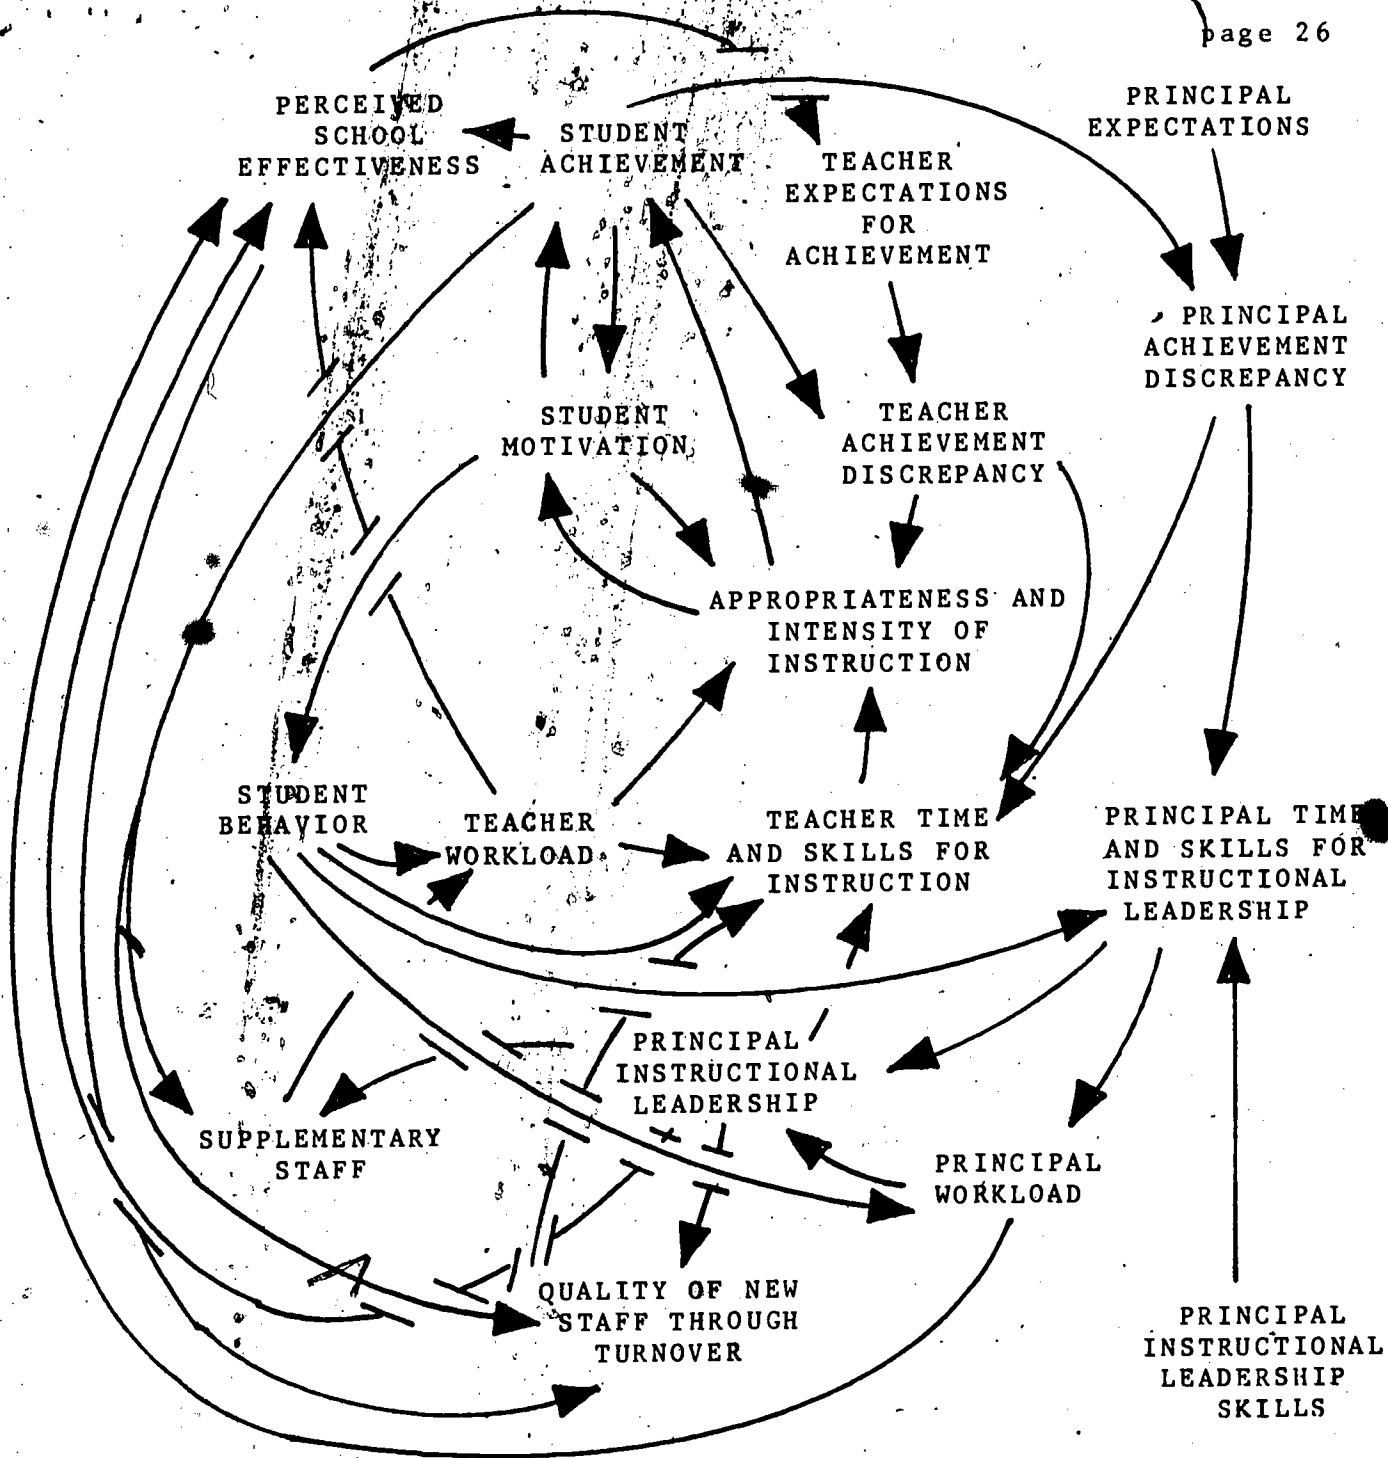 page 26
PERCEIVED
SCHOOL
EFFECTIVENESS
STUDENT
ACHIEVEMENT
PRINCIPAL
EXPECTATIONS
TEACHER
EXPECTATIONS
FOR
ACHIEVEMENT
PRINCIPAL
ACHIEVEMENT
DISCREPANCY
STUDENT
MOTIVATION
TEACHER
ACHIEVEMENT
DISCREPANCY
APPROPRIATENESS AND
INTENSITY OF
INSTRUCTION
STUDENT
BEHAVIOR
TEACHER
WORKLOAD
TEACHER TIME
AND SKILLS FOR
INSTRUCTION
PRINCIPAL TIME
AND SKILLS FOR
INSTRUCTIONAL
LEADERSHIP
PRINCIPAL
INSTRUCTIONAL
LEADERSHIP
SUPPLEMENTARY
STAFF
PRINCIPAL
WORKLOAD
QUALITY OF NEW
STAFF THROUGH
TURNOVER
PRINCIPAL
INSTRUCTIONAL
LEADERSHIP
SKILLS